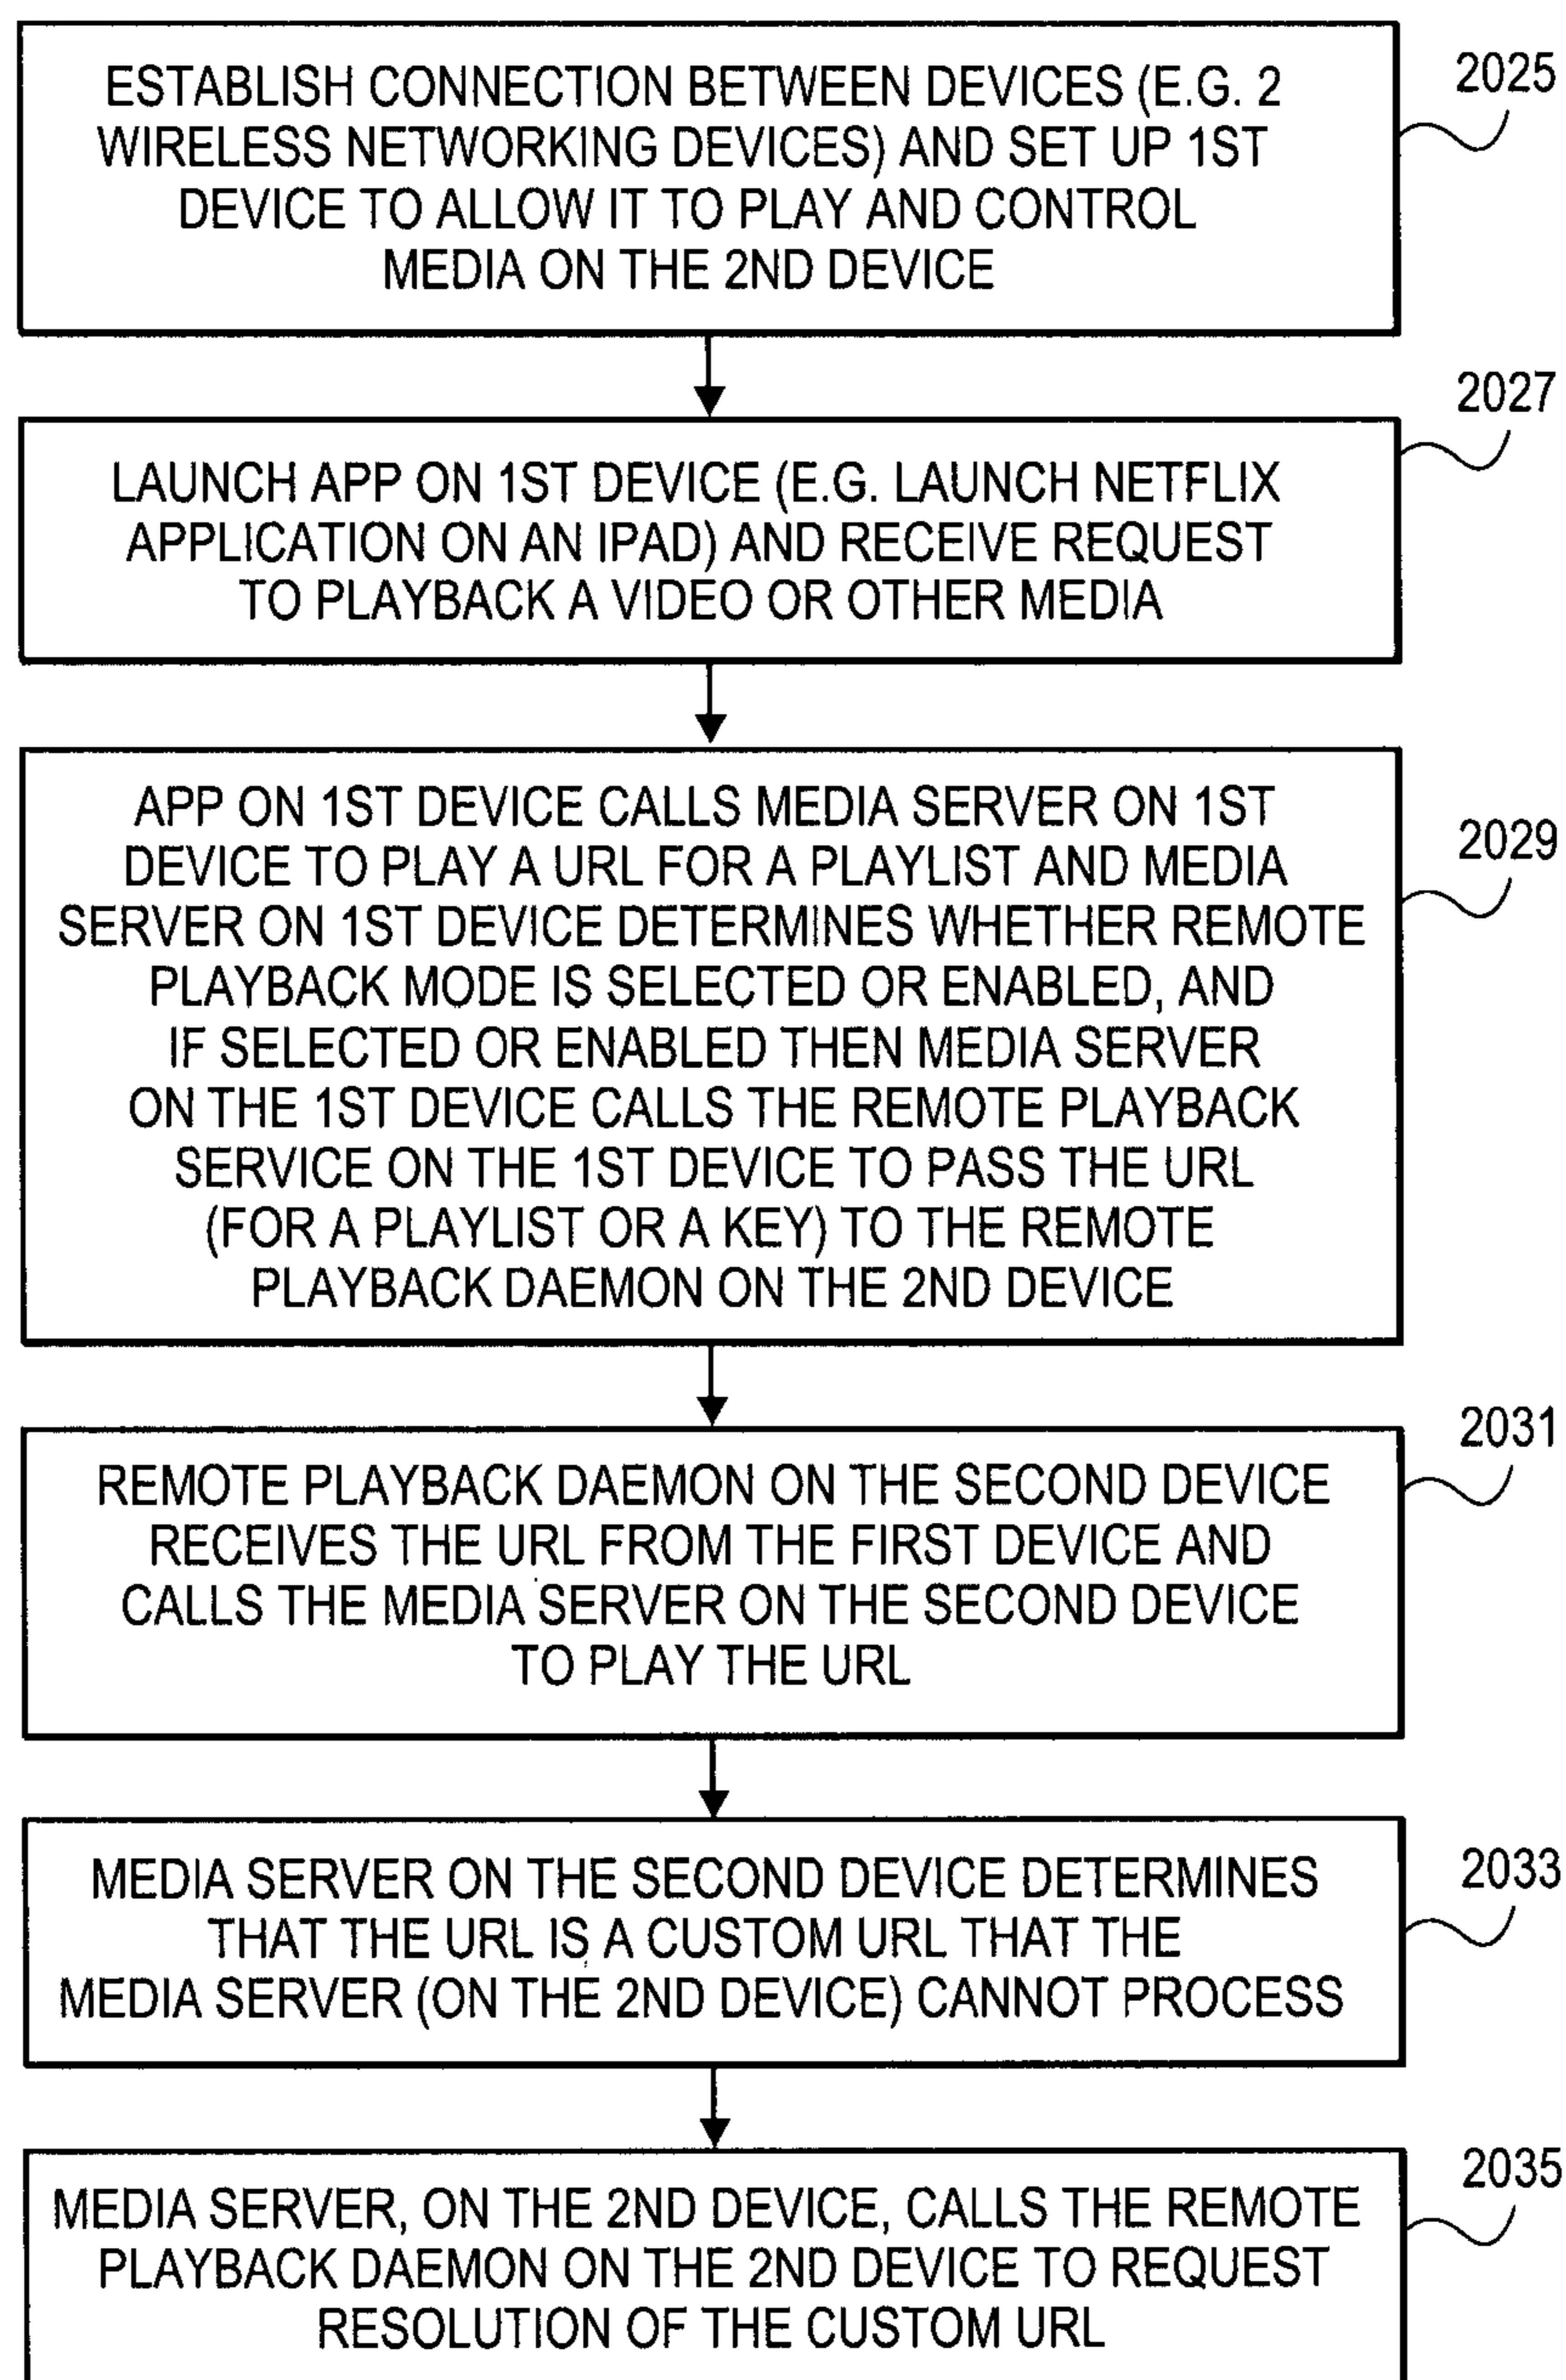 ESTABLISH CONNECTION BETWEEN DEVICES (E.G. 2
WIRELESS NETWORKING DEVICES) AND SET UP 1ST
DEVICE TO ALLOW IT TO PLAY AND CONTROL
MEDIA ON THE 2ND DEVICE
2025
LAUNCH APP ON 1ST DEVICE (E.G. LAUNCH NETFLIX
APPLICATION ON AN IPAD) AND RECEIVE REQUEST
TO PLAYBACK A VIDEO OR OTHER MEDIA
2027
APP ON 1ST DEVICE CALLS MEDIA SERVER ON 1ST
DEVICE TO PLAY A URL FOR A PLAYLIST AND MEDIA
SERVER ON 1ST DEVICE DETERMINES WHETHER REMOTE
PLAYBACK MODE IS SELECTED OR ENABLED, AND
IF SELECTED OR ENABLED THEN MEDIA SERVER
ON THE 1ST DEVICE CALLS THE REMOTE PLAYBACK
SERVICE ON THE 1ST DEVICE TO PASS THE URL
(FOR A PLAYLIST OR A KEY) TO THE REMOTE
PLAYBACK DAEMON ON THE 2ND DEVICE
2029
REMOTE PLAYBACK DAEMON ON THE SECOND DEVICE
RECEIVES THE URL FROM THE FIRST DEVICE AND
CALLS THE MEDIA SERVER ON THE SECOND DEVICE
TO PLAY THE URL
2031
MEDIA SERVER ON THE SECOND DEVICE DETERMINES
THAT THE URL IS A CUSTOM URL THAT THE
MEDIA SERVER (ON THE 2ND DEVICE) CANNOT PROCESS
2033
MEDIA SERVER, ON THE 2ND DEVICE, CALLS THE REMOTE
PLAYBACK DAEMON ON THE 2ND DEVICE TO REQUEST
RESOLUTION OF THE CUSTOM URL
2035